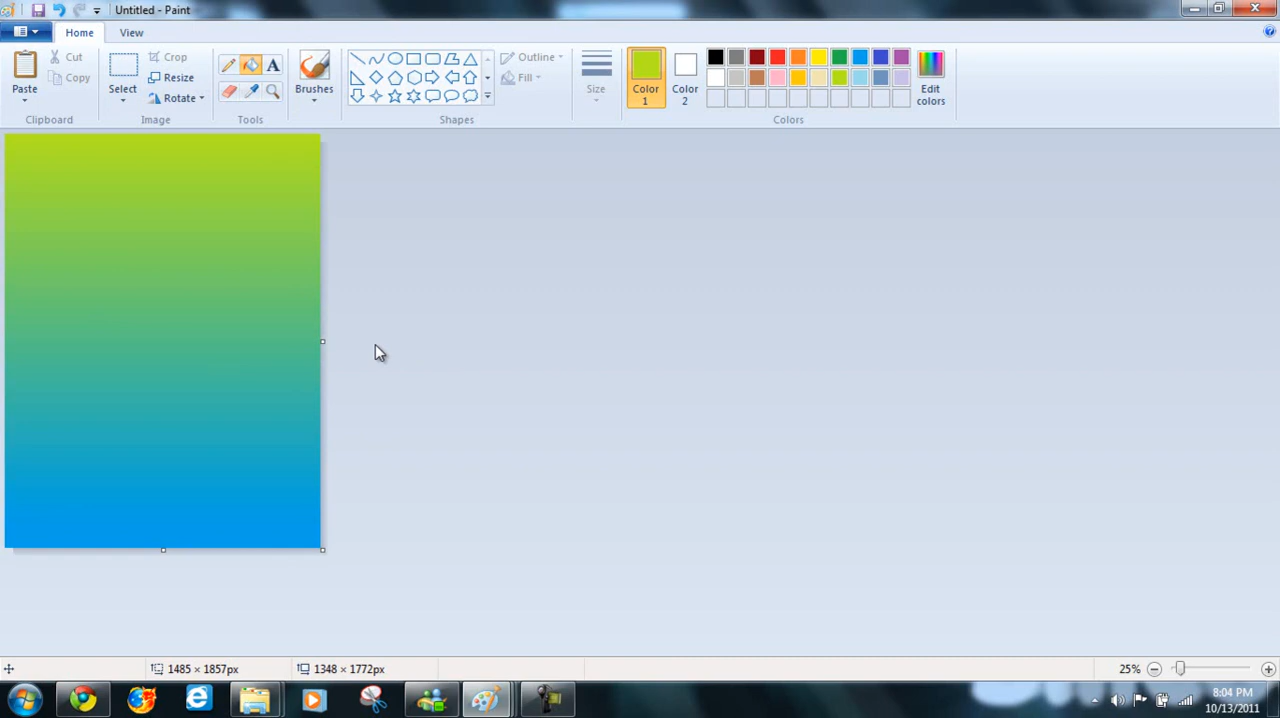 Untitled - Paint
Home
View
Paste
Cut
Copy
Clipboard
Select
Crop
Resize
Rotate
Image
A
Tools
Brushes
Outline
Fill
Shapes
Size
Color
1
Color
2
Edit
colors
Colors
1485 × 1857px
1348 × 1772px
25%
8:04 PM
10/13/2011